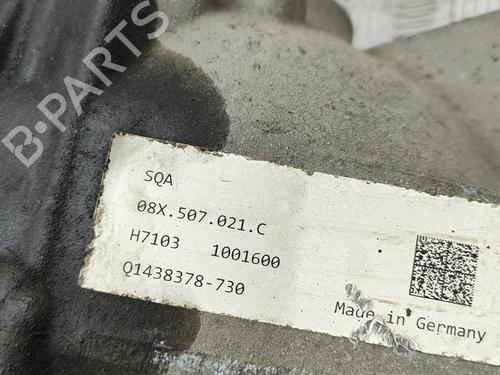 B-PARTS
SQA
08X.507.021.C
H7103 1001600
Q1438378-730
Made in Germany